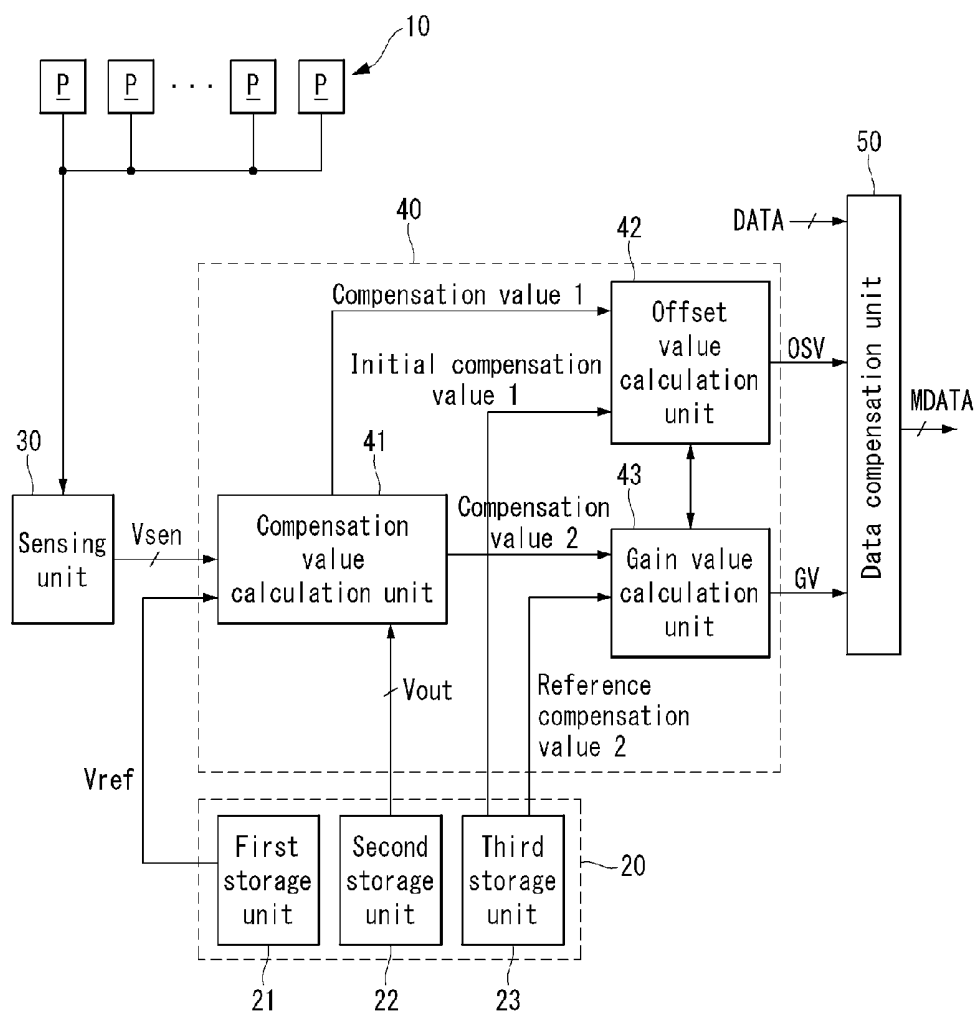 10
P P · · · P P
50
40
42
DATA
Compensation value 1
Offset
value
calculation
unit
OSV
Initial compensation
value 1
Data compensation unit
MDATA
30
41
43
Sensing
unit
Vsen
Compensation
value
calculation unit
Compensation
value 2
Gain value
calculation
unit
GV
Vout
Reference
compensation
value 2
Vref
First
storage
unit
Second
storage
unit
Third
storage
unit
20
21
22
23